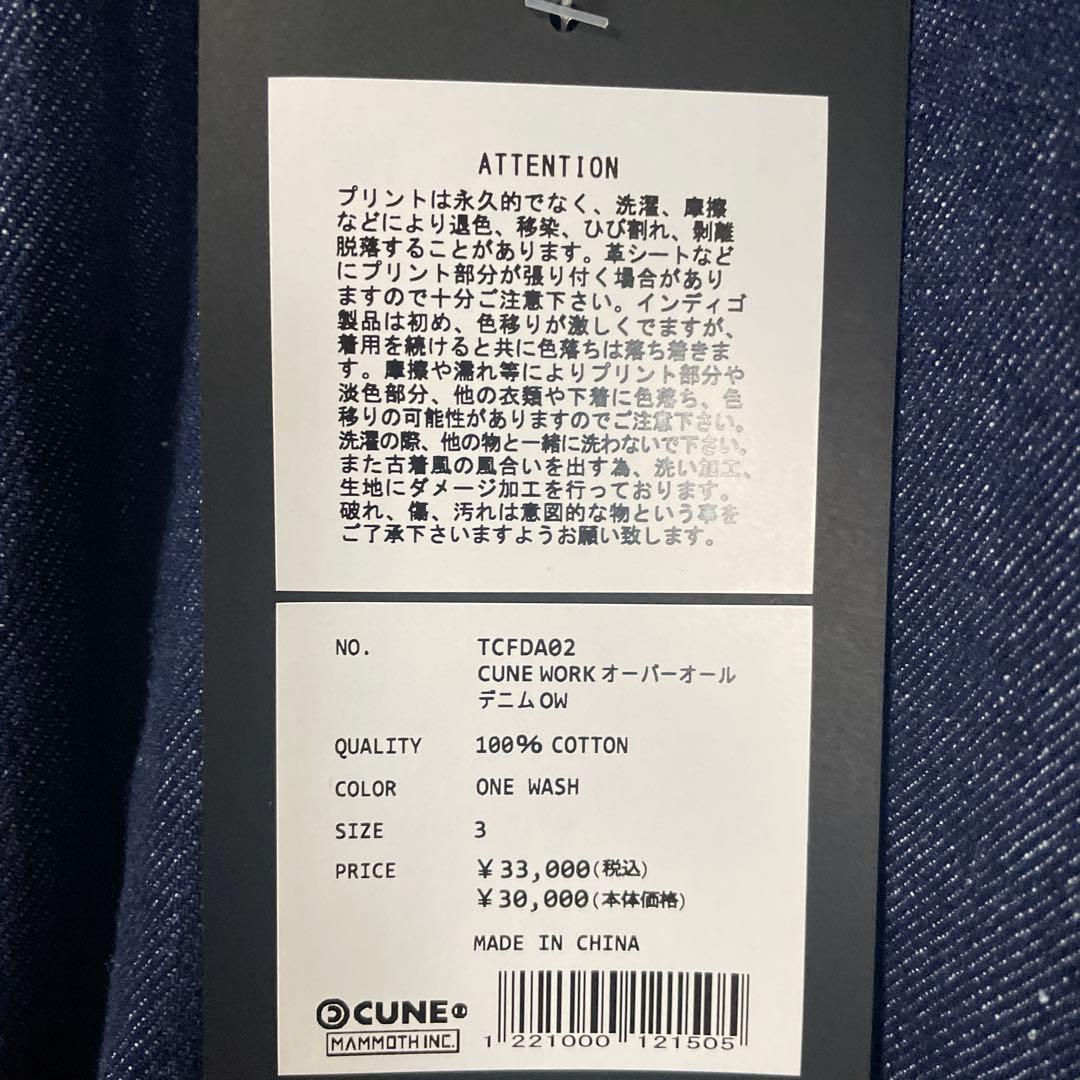 ATTENTION
プリントは永久的でなく、洗濯、摩擦
などにより退色、移染、ひび割れ、剥離
脱落することがあります。革シートなど
にプリント部分が張り付く場合があり
ますので十分ご注意下さい。インディゴ
製品は初め、色移りが激しくでますが、
着用を続けると共に色落ちは落ち着きま
す。摩擦や濡れ等によりプリント部分や
淡色部分、他の衣類や下着に色落ち、色
移りの可能性がありますのでご注意下さい。
洗濯の際、他の物と一緒に洗わないで下さい。
また古着風の風合いを出す為、洗い加工、
生地にダメージ加工を行っております。
破れ、傷、汚れは意図的な物という事を
ご了承下さいますようお願い致します。
NO. TCFDA02
CUNE WORK オーバーオール
デニムOW
QUALITY 100% COTTON
COLOR ONE WASH
SIZE 3
PRICE ¥33,000(税込)
¥30,000(本体価格)
MADE IN CHINA
CUNE
MAMMOTH INC.
1 221000 121505